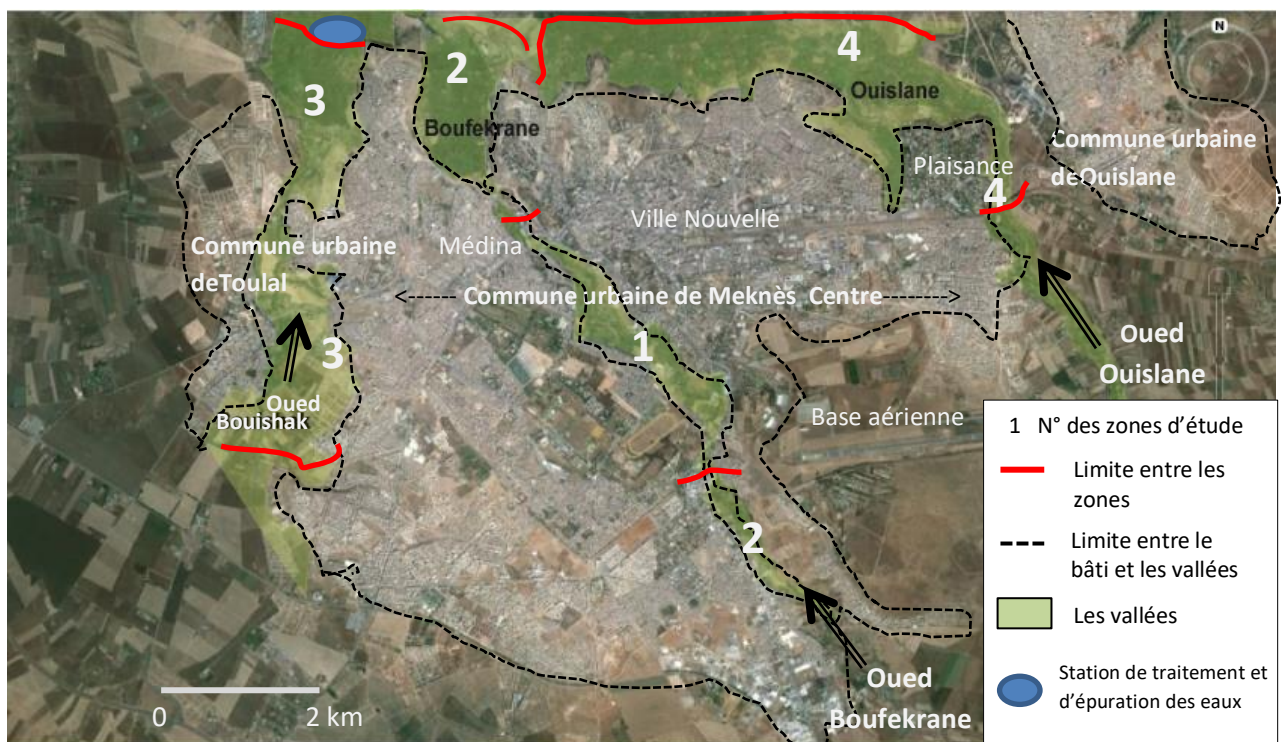 N
3
2
4
Boufekrane
Ouislane
Commune urbaine
deOuislane
Plaisance
4
Ville Nouvelle
Médina
Commune urbaine
deToulal
Commune urbaine de Meknès Centre
3
1
Oued
Ouislane
Oued
Bouishak
Base aérienne
2
Oued
Boufekrane
0 2 km
1 N° des zones d'étude
Limite entre les
zones
Limite entre le
bâti et les vallées
Les vallées
Station de traitement et
d'épuration des eaux